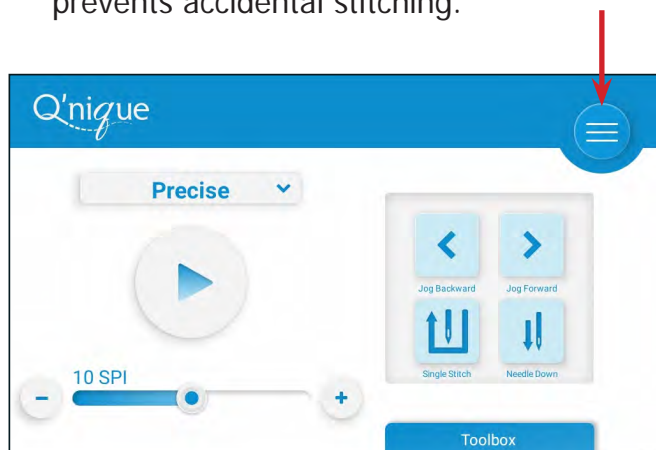 prevents accidental stitching.
Q'nique
Precise
Jog Backward
Jog Forward
Single Stitch
Needle Down
10 SPI
Toolbox